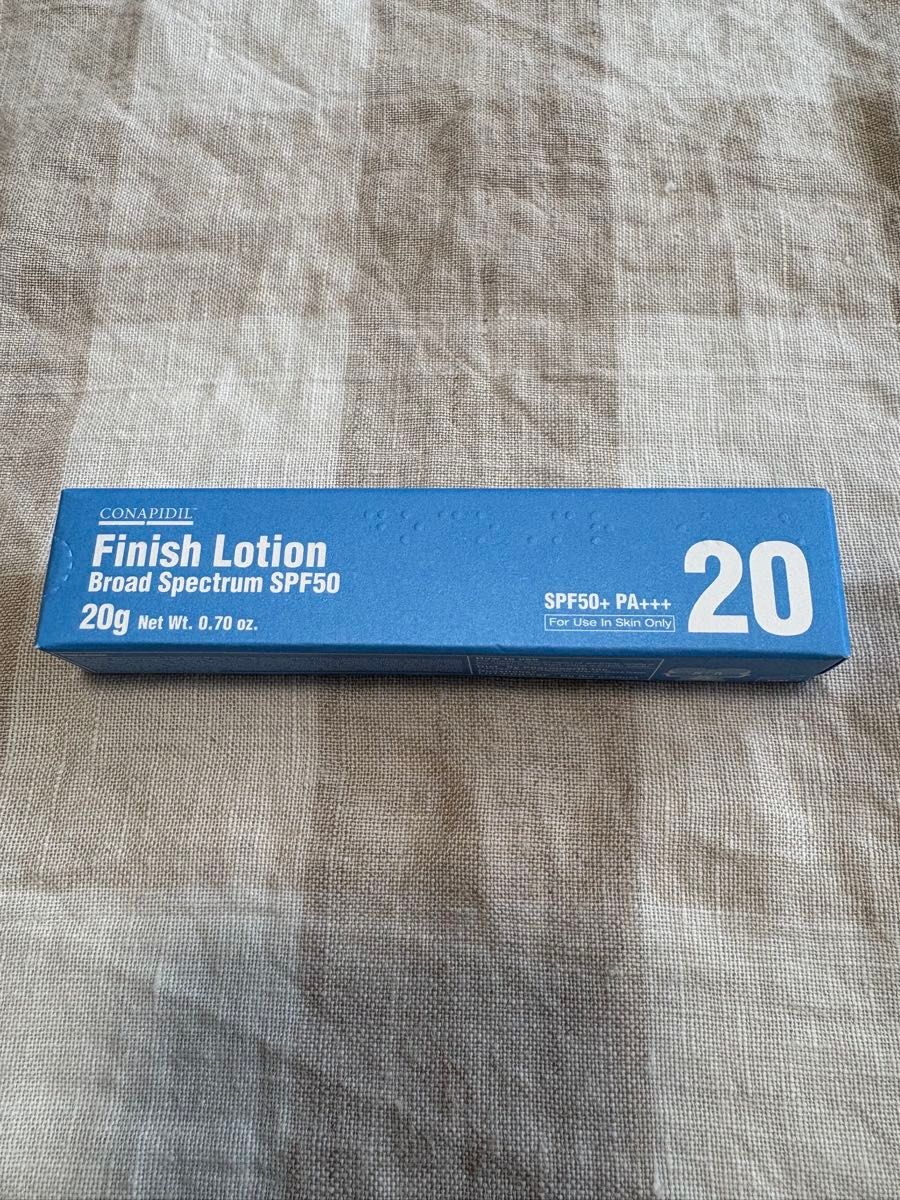 CONAPIDIL™
Finish Lotion
Broad Spectrum SPF50
20g Net Wt. 0.70 oz.
SPF50+ PA+++
For Use In Skin Only
20